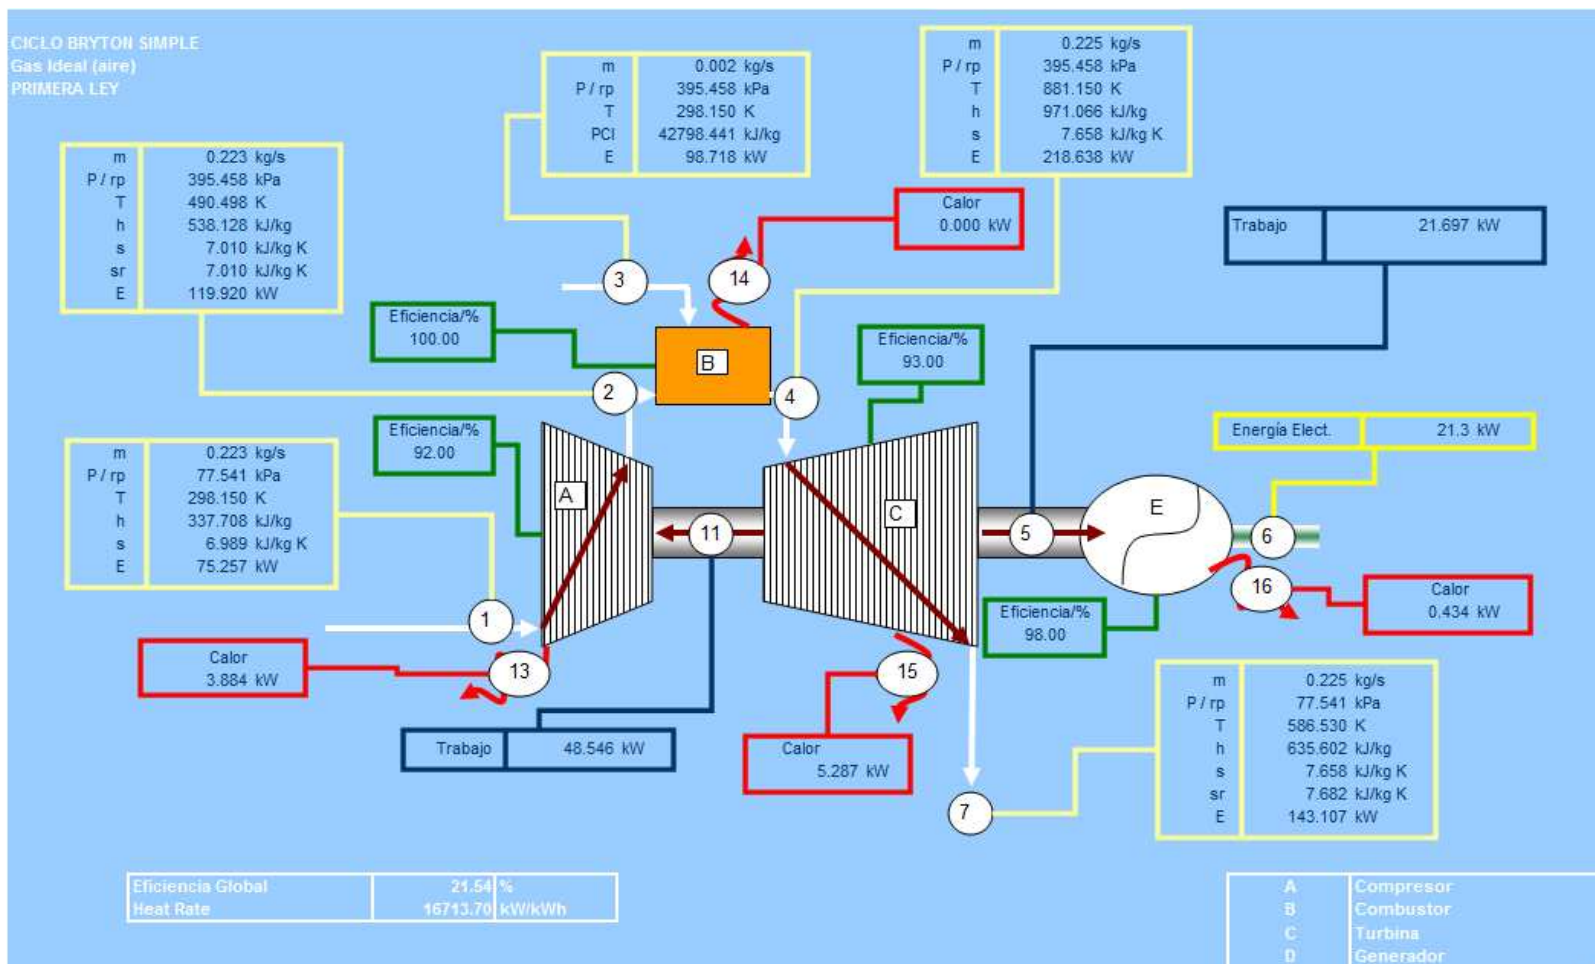 CICLO BRYTON SIMPLE
Gas Ideal (aire)
PRIMERA LEY
m 0.002 kg/s
P / rp 395.458 kPa
T 298.150 K
PCI 42798.441 kJ/kg
E 98.718 kW
m 0.225 kg/s
P / rp 395.458 kPa
T 881.150 K
h 971.066 kJ/kg
s 7.658 kJ/kg K
E 218.638 kW
m 0.223 kg/s
P / rp 395.458 kPa
T 490.498 K
h 538.128 kJ/kg
s 7.010 kJ/kg K
sr 7.010 kJ/kg K
E 119.920 kW
Calor
0.000 kW
Trabajo 21.697 kW
3
14
Eficiencia/%
100.00
B
Eficiencia/%
93.00
2
4
Eficiencia/%
92.00
Energía Elect. 21.3 kW
m 0.223 kg/s
P / rp 77.541 kPa
T 298.150 K
h 337.708 kJ/kg
s 6.989 kJ/kg K
E 75.257 kW
A
C
E
11
5
6
16
1
Calor
0.434 kW
Eficiencia/%
98.00
Calor
3.884 kW
13
15
m 0.225 kg/s
P / rp 77.541 kPa
T 586.530 K
h 635.602 kJ/kg
s 7.658 kJ/kg K
sr 7.682 kJ/kg K
E 143.107 kW
Trabajo 48.546 kW
Calor
5.287 kW
7
Eficiencia Global 21.54 %
Heat Rate 16713.70 kW/kWh
A Compresor
B Combustor
C Turbina
D Generador